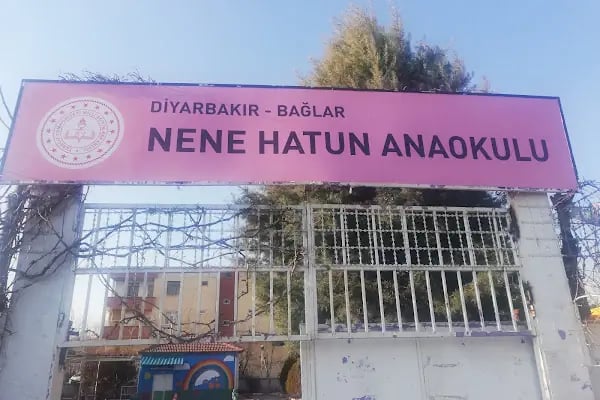 DİYARBAKIR - BAĞLAR
NENE HATUN ANAOKULU